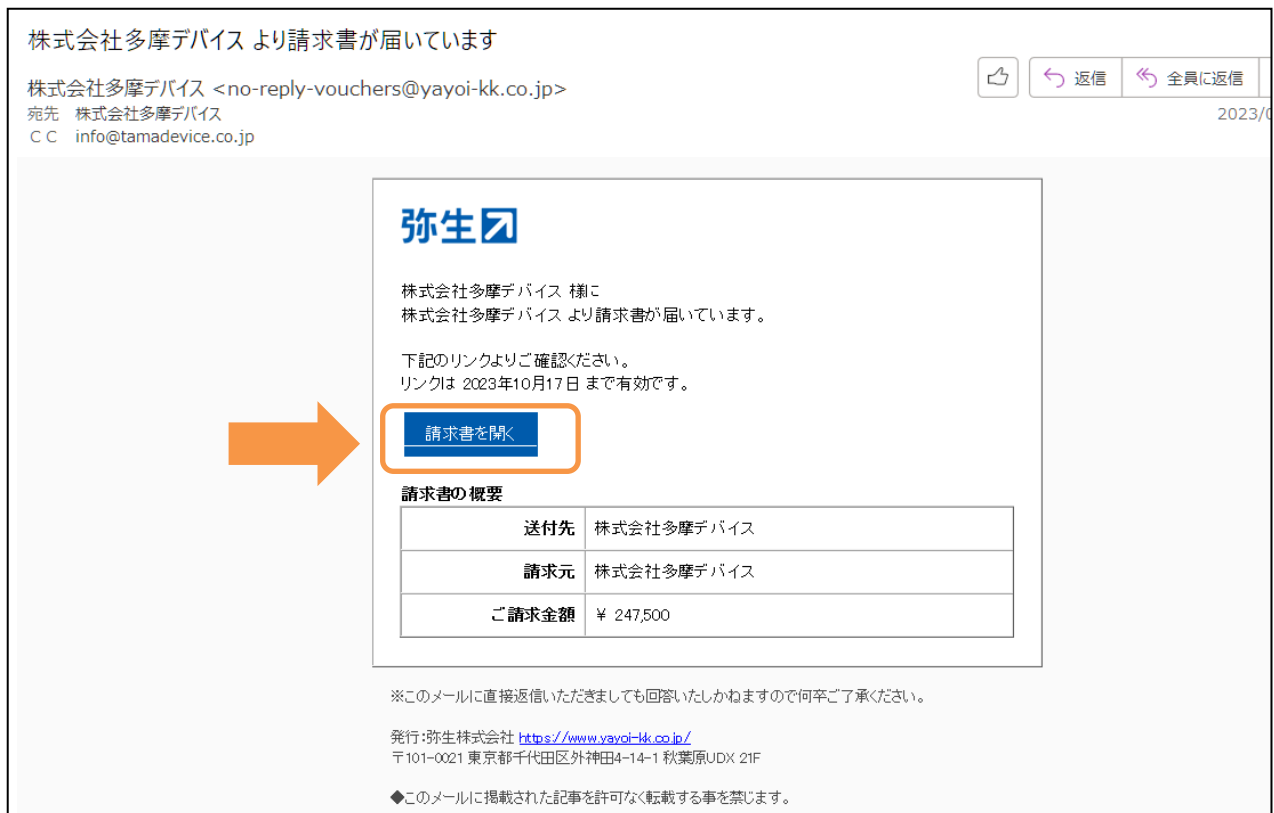 株式会社多摩デバイス より請求書が届いています
株式会社多摩デバイス <no-reply-vouchers@yayoi-kk.co.jp>
返信
全員に返信
宛先 株式会社多摩デバイス
2023/0
ＣＣ info@tamadevice.co.jp
弥生
株式会社多摩デバイス 様に
株式会社多摩デバイス より請求書が届いています。
下記のリンクよりご確認ください。
リンクは 2023年10月17日 まで有効です。
請求書を開く
請求書の概要
送付先 株式会社多摩デバイス
請求元 株式会社多摩デバイス
ご請求金額 ¥ 247,500
※このメールに直接返信いただきましても回答いたしかねますので何卒ご了承ください。
発行:弥生株式会社 https://www.yayoi-kk.co.jp/
〒101-0021 東京都千代田区外神田4-14-1 秋葉原UDX 21F
◆このメールに掲載された記事を許可なく転載する事を禁じます。